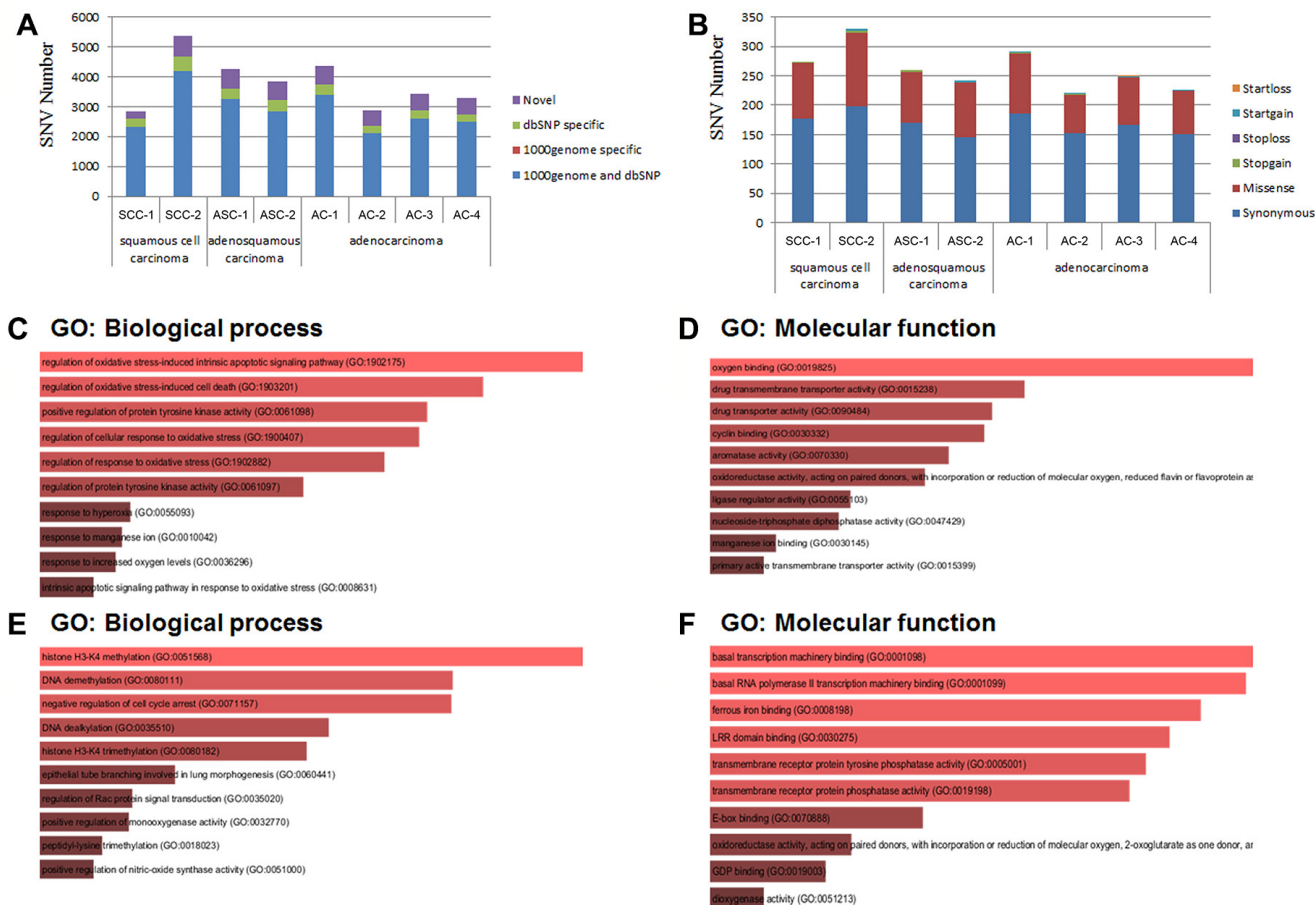 A
SNV Number
6000
5000
4000
3000
2000
1000
0
SCC-1 SCC-2 ASC-1 ASC-2 AC-1 AC-2 AC-3 AC-4
squamous cell carcinoma
adenosquamous carcinoma
adenocarcinoma
Novel
dbSNP specific
1000genome specific
1000genome and dbSNP
B
SNV Number
350
300
250
200
150
100
50
0
SCC-1 SCC-2 ASC-1 ASC-2 AC-1 AC-2 AC-3 AC-4
squamous cell carcinoma
adenosquamous carcinoma
adenocarcinoma
Startloss
Startgain
Stoploss
Stopgain
Missense
Synonymous
C GO: Biological process
regulation of oxidative stress-induced intrinsic apoptotic signaling pathway (GO:1902175)
regulation of oxidative stress-induced cell death (GO:1903201)
positive regulation of protein tyrosine kinase activity (GO:0061098)
regulation of cellular response to oxidative stress (GO:1900407)
regulation of response to oxidative stress (GO:1902882)
regulation of protein tyrosine kinase activity (GO:0061097)
response to hyperoxia (GO:0055093)
response to manganese ion (GO:0010042)
response to increased oxygen levels (GO:0036296)
intrinsic apoptotic signaling pathway in response to oxidative stress (GO:0008631)
D GO: Molecular function
oxygen binding (GO:0019825)
drug transmembrane transporter activity (GO:0015238)
drug transporter activity (GO:0090484)
cyclin binding (GO:0030332)
aromatase activity (GO:0070330)
oxidoreductase activity, acting on paired donors, with incorporation or reduction of molecular oxygen, reduced flavin or flavoprotein as
ligase regulator activity (GO:0055103)
nucleoside-triphosphate diphosphatase activity (GO:0047429)
manganese ion binding (GO:0030145)
primary active transmembrane transporter activity (GO:0015399)
E GO: Biological process
histone H3-K4 methylation (GO:0051568)
DNA demethylation (GO:0080111)
negative regulation of cell cycle arrest (GO:0071157)
DNA dealkylation (GO:0035510)
histone H3-K4 trimethylation (GO:0080182)
epithelial tube branching involved in lung morphogenesis (GO:0060441)
regulation of Rac protein signal transduction (GO:0035020)
positive regulation of monooxygenase activity (GO:0032770)
peptidyl-lysine trimethylation (GO:0018023)
positive regulation of nitric-oxide synthase activity (GO:0051000)
F GO: Molecular function
basal transcription machinery binding (GO:0001098)
basal RNA polymerase II transcription machinery binding (GO:0001099)
ferrous iron binding (GO:0008198)
LRR domain binding (GO:0030275)
transmembrane receptor protein tyrosine phosphatase activity (GO:0005001)
transmembrane receptor protein phosphatase activity (GO:0019198)
E-box binding (GO:0070888)
oxidoreductase activity, acting on paired donors, with incorporation or reduction of molecular oxygen, 2-oxoglutarate as one donor, ar
GDP binding (GO:0019003)
dioxygenase activity (GO:0051213)